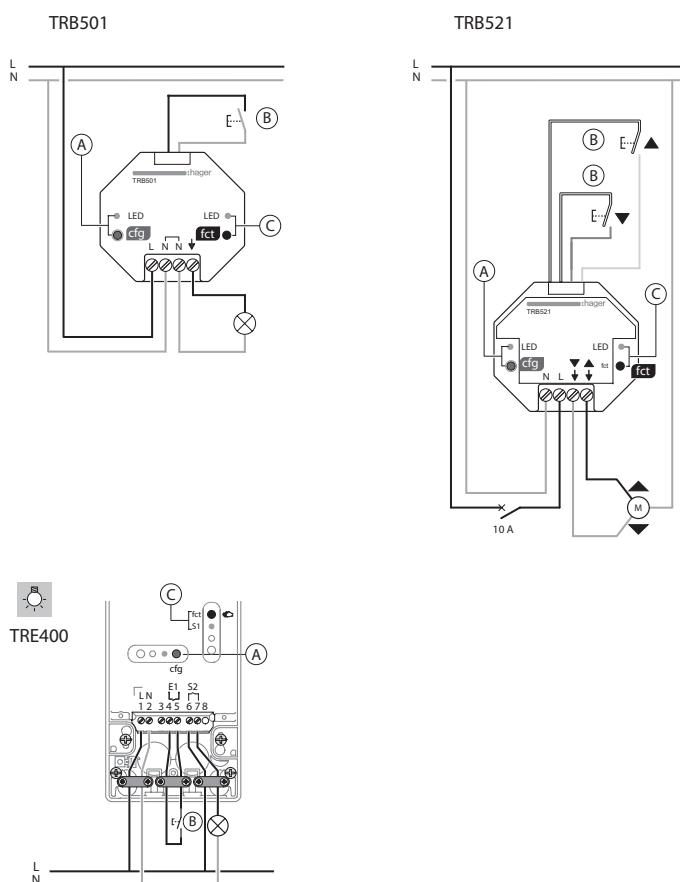 TRB501
L
N
B
A
:hager
TRB501
LED LED
cfg fct
C
L N N
TRB521
L
N
B
B
A
C
:hager
TRB521
LED LED
cfg fct fct
N L
M
10 A
TRE400
C
fct
S1
A
cfg
E1 S2
L N
1 2 3 4 5 6 7 8
B
L
N